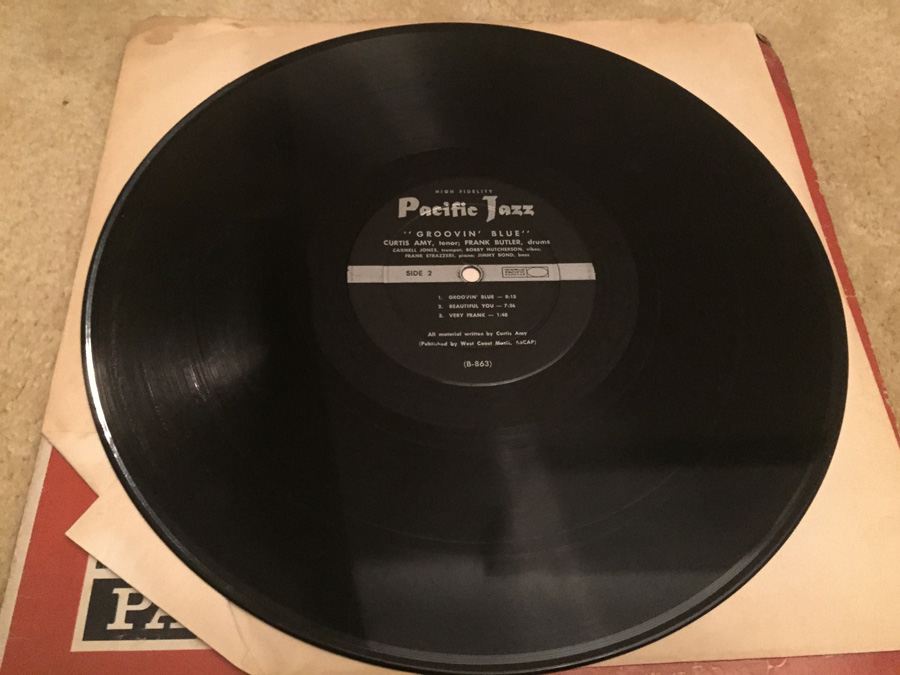 HIGH FIDELITY
Pacific Jazz
"GROOVIN' BLUE"
CURTIS AMY, tenor; FRANK BUTLER, drums
CARMELL JONES, trumpet, BOBBY HUTCHERSON, vibes,
FRANK STRAZZERI, piano; JIMMY BOND, bass
SIDE 2
1. GROOVIN' BLUE — 8:15
2. BEAUTIFUL YOU — 7:26
3. VERY FRANK — 1:48
All material written by Curtis Amy
(Published by West Coast Music, ASCAP)
(B-863)
PA